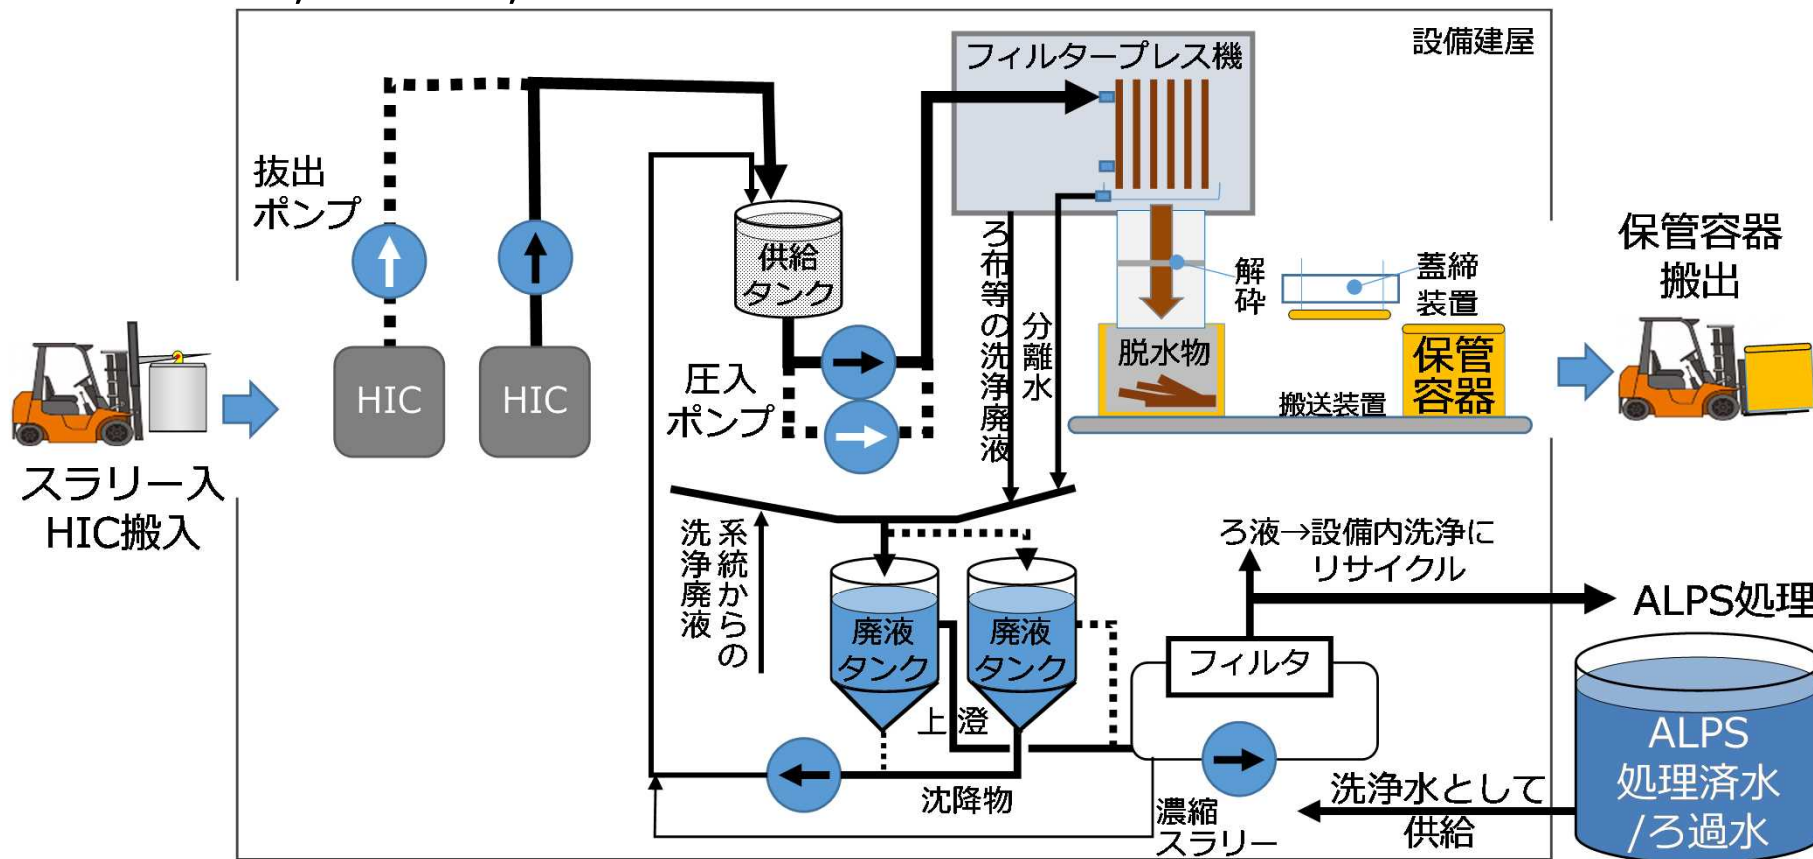 設備建屋
フィルタープレス機
抜出
ポンプ
供給
タンク
HIC
HIC
スラリー入
HIC搬入
圧入
ポンプ
ろ布等の洗浄廃液
分離水
解
砕
脱水物
蓋締
装置
保管
容器
搬送装置
保管容器
搬出
系統からの
洗浄廃液
廃液
タンク
廃液
タンク
上澄
沈降物
ろ液→設備内洗浄に
リサイクル
フィルタ
濃縮
スラリー
ALPS処理
洗浄水として
供給
ALPS
処理済水
/ろ過水